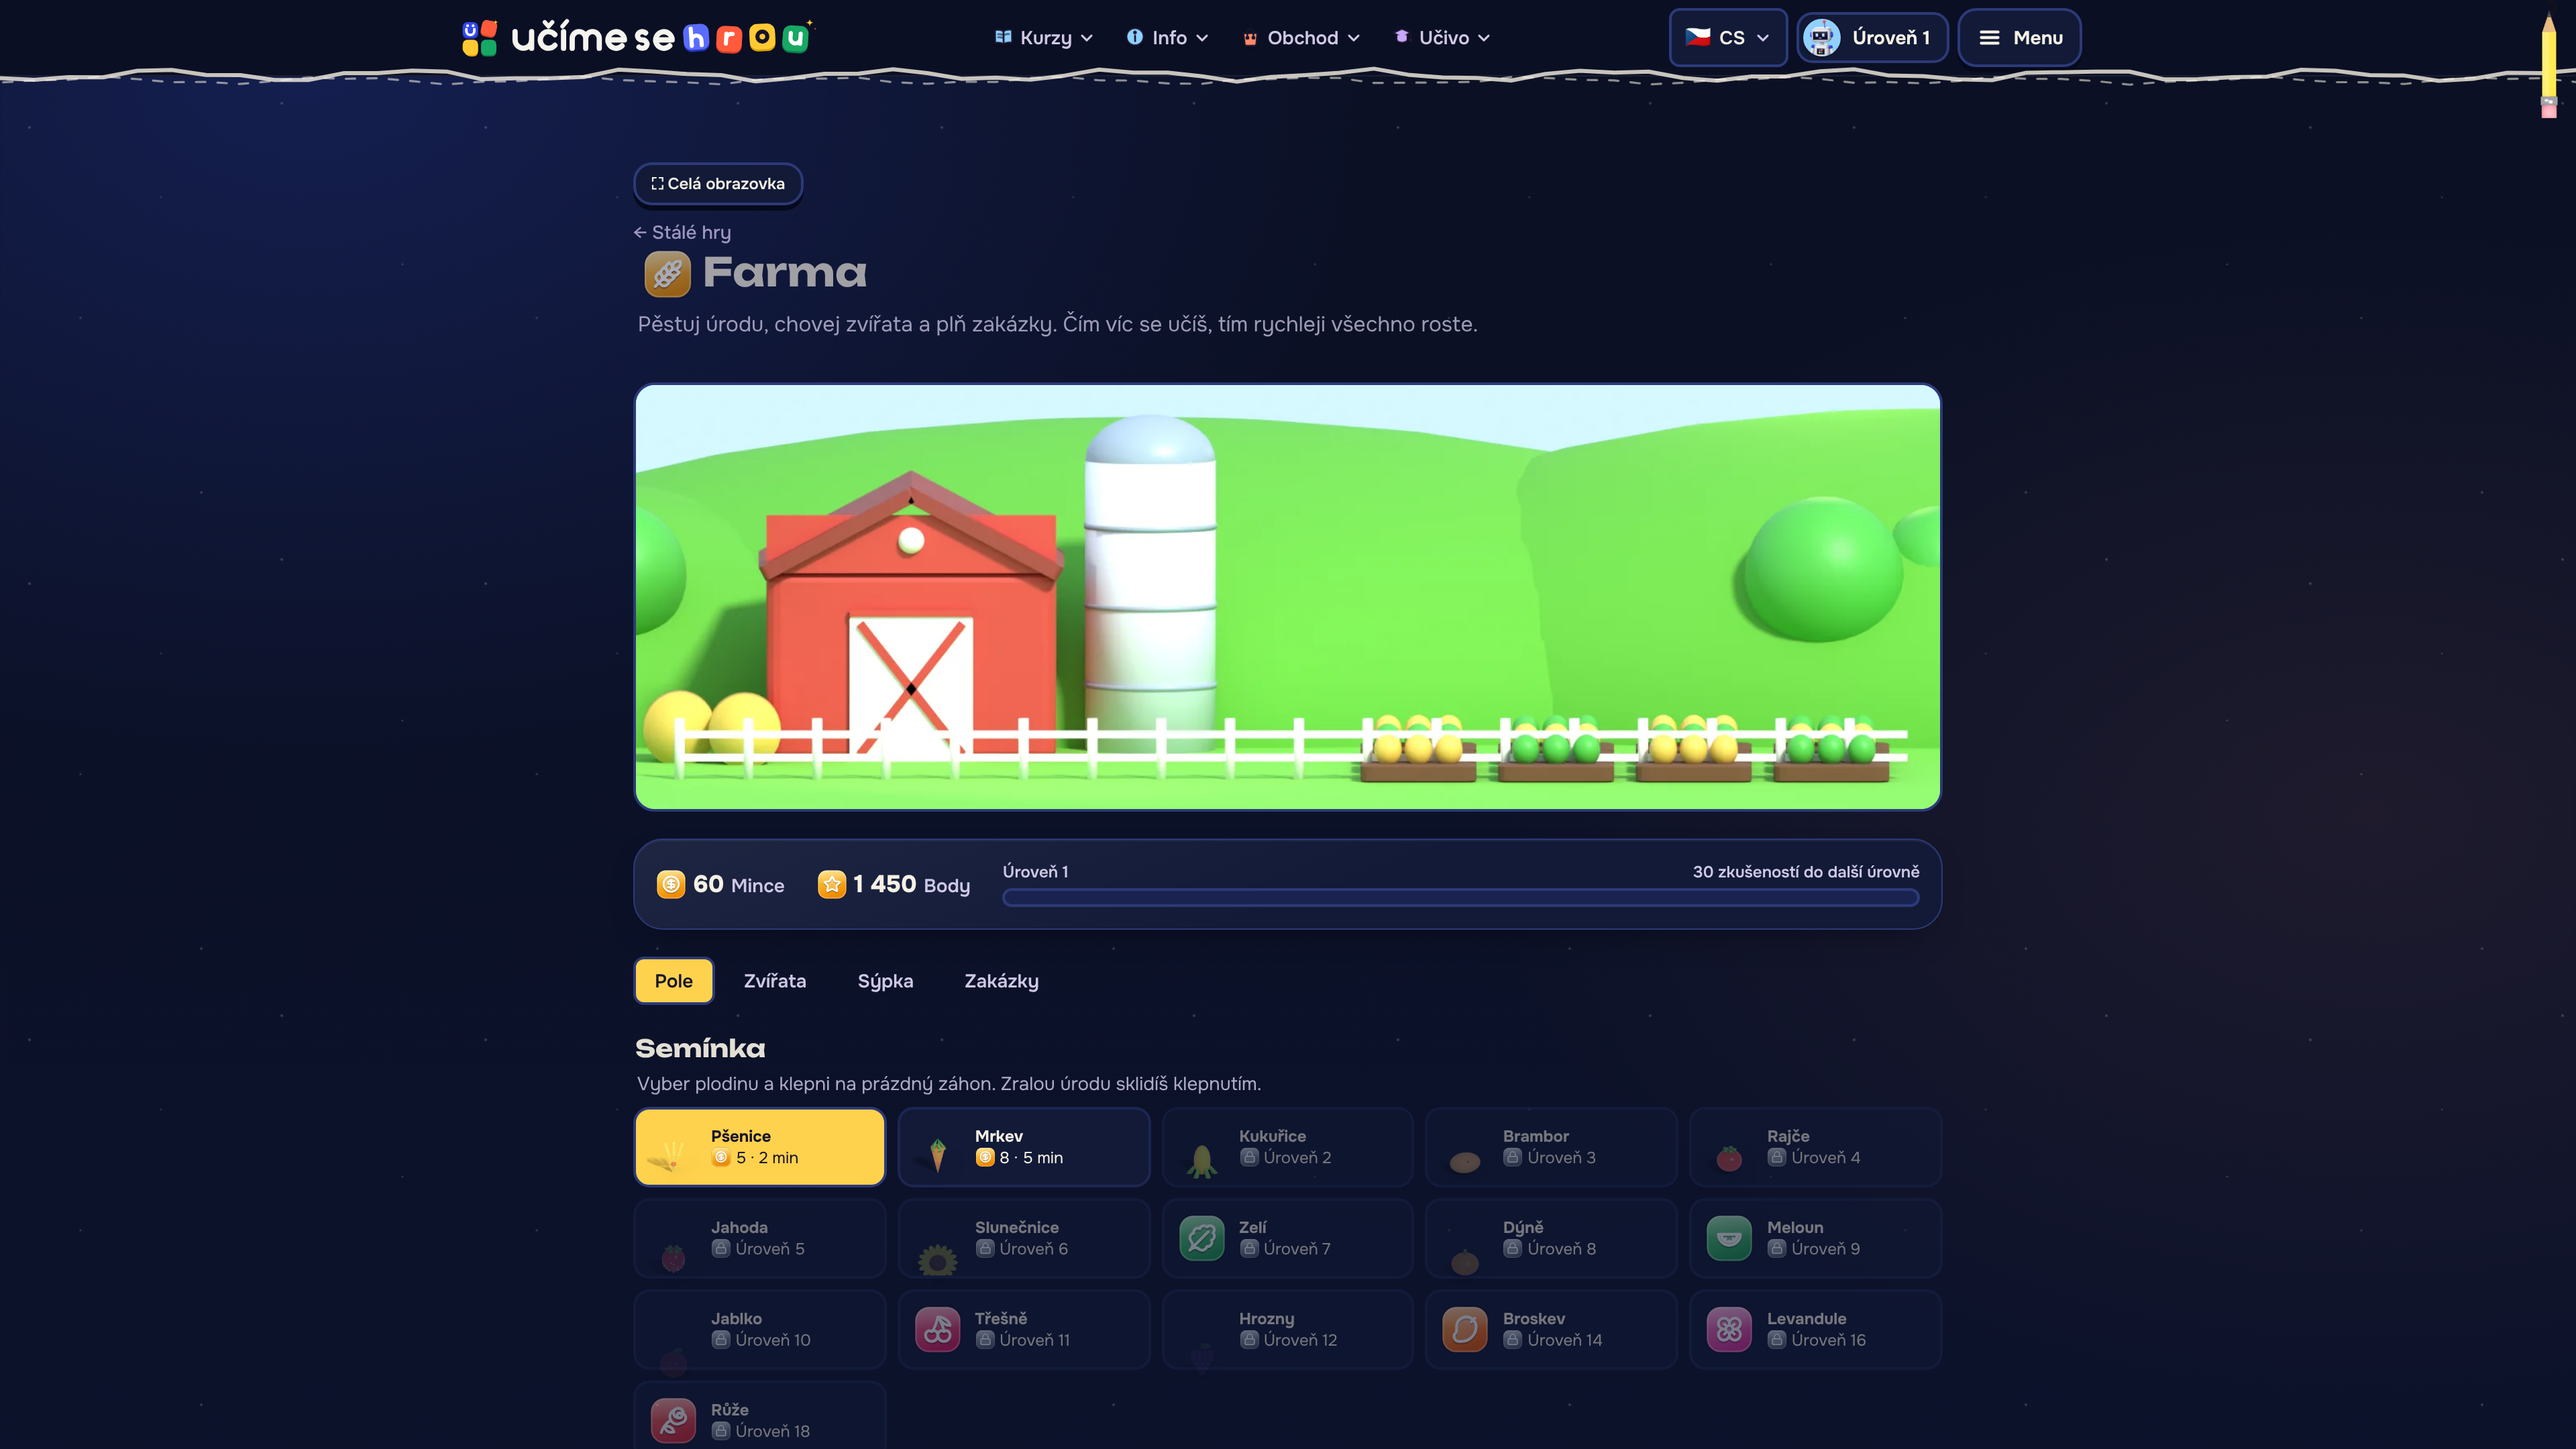 učíme se hrou
Kurzy
Info
Obchod
Učivo
CS
Úroveň 1
Menu
Celá obrazovka
← Stálé hry
Farma
Pěstuj úrodu, chovej zvířata a plň zakázky. Čím víc se učíš, tím rychleji všechno roste.
60 Mince
1 450 Body
Úroveň 1
30 zkušeností do další úrovně
Pole
Zvířata
Sýpka
Zakázky
Semínka
Vyber plodinu a klepni na prázdný záhon. Zralou úrodu sklidíš klepnutím.
Pšenice
5 · 2 min
Mrkev
8 · 5 min
Kukuřice
Úroveň 2
Brambor
Úroveň 3
Rajče
Úroveň 4
Jahoda
Úroveň 5
Slunečnice
Úroveň 6
Zelí
Úroveň 7
Dýně
Úroveň 8
Meloun
Úroveň 9
Jablko
Úroveň 10
Třešně
Úroveň 11
Hrozny
Úroveň 12
Broskev
Úroveň 14
Levandule
Úroveň 16
Růže
Úroveň 18